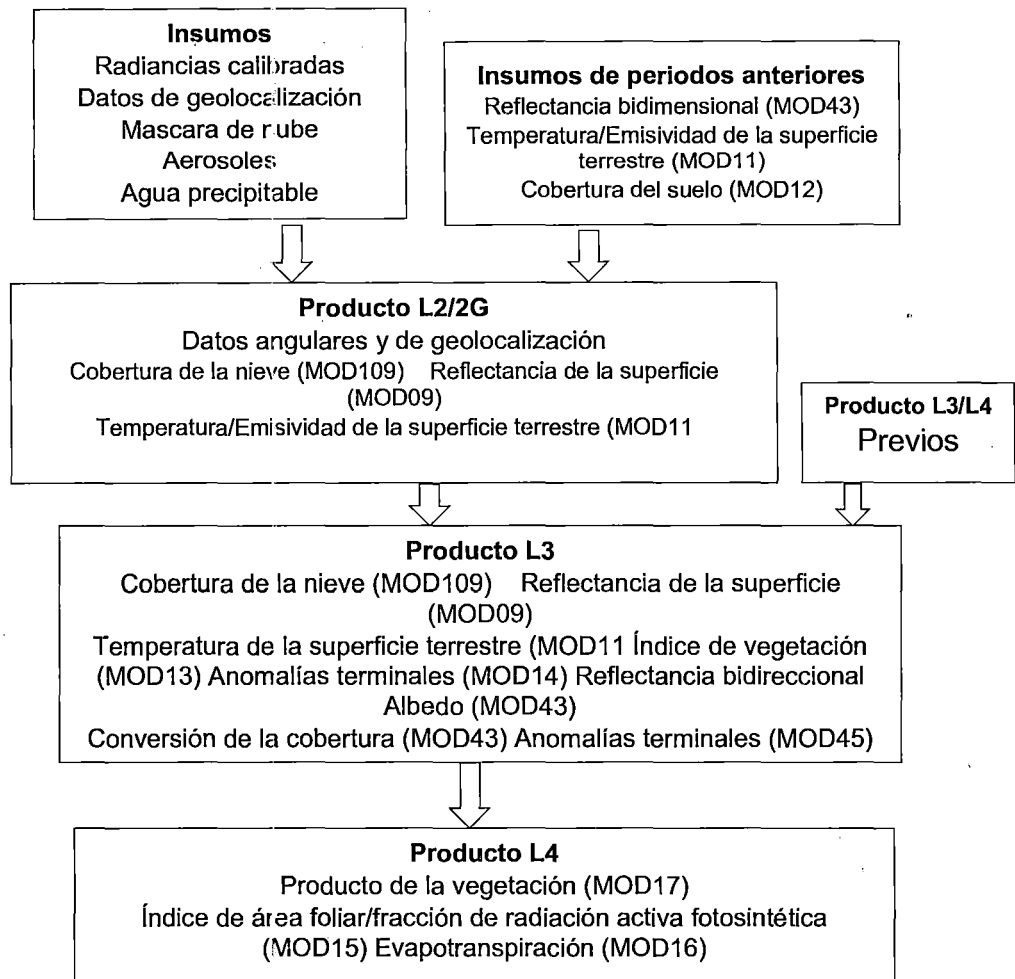 Insumos
Radiancias calibradas
Datos de geolocalización
Mascara de nube
Aerosoles
Agua precipitable
Insumos de periodos anteriores
Reflectancia bidimensional (MOD43)
Temperatura/Emisividad de la superficie
terrestre (MOD11)
Cobertura del suelo (MOD12)
Producto L2/2G
Datos angulares y de geolocalización
Cobertura de la nieve (MOD109) Reflectancia de la superficie
(MOD09)
Temperatura/Emisividad de la superficie terrestre (MOD11
Producto L3/L4
Previos
Producto L3
Cobertura de la nieve (MOD109) Reflectancia de la superficie
(MOD09)
Temperatura de la superficie terrestre (MOD11 Índice de vegetación
(MOD13) Anomalías terminales (MOD14) Reflectancia bidireccional
Albedo (MOD43)
Conversión de la cobertura (MOD43) Anomalías terminales (MOD45)
Producto L4
Producto de la vegetación (MOD17)
Índice de área foliar/fracción de radiación activa fotosintética
(MOD15) Evapotranspiración (MOD16)